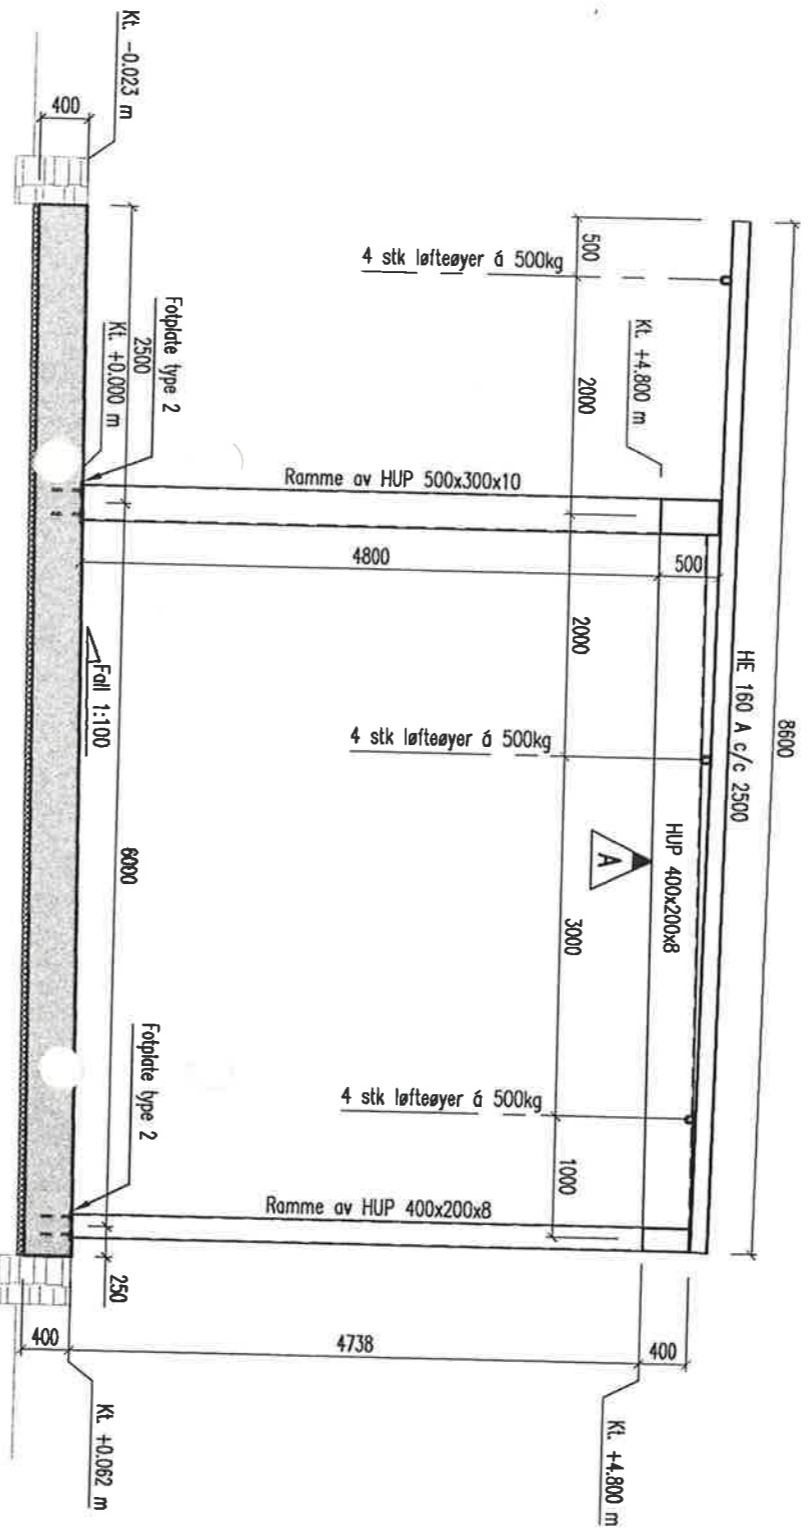 8600
HE 160 A c/c 2500
500
2000
2000
3000
1000
4 stk løfteøyer á 500kg
4 stk løfteøyer á 500kg
4 stk løfteøyer á 500kg
Kt. +4.800 m
HUP 400x200x8
A
500
4800
Ramme av HUP 500x300x10
Ramme av HUP 400x200x8
400
4738
400
Kt. +4.800 m
Kt. +0.062 m
Kt. -0.023 m
400
Fotplate type 2
2500
Kt. +0.000 m
Fall 1:100
6000
Fotplate type 2
250